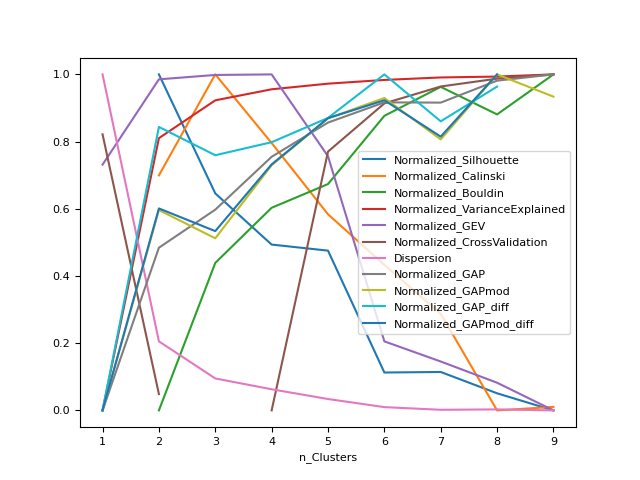 1.0
0.8
0.6
0.4
0.2
0.0
Normalized_Silhouette
Normalized_Calinski
Normalized_Bouldin
Normalized_VarianceExplained
Normalized_GEV
Normalized_CrossValidation
Dispersion
Normalized_GAP
Normalized_GAPmod
Normalized_GAP_diff
Normalized_GAPmod_diff
1 2 3 4 5 6 7 8 9
n_Clusters